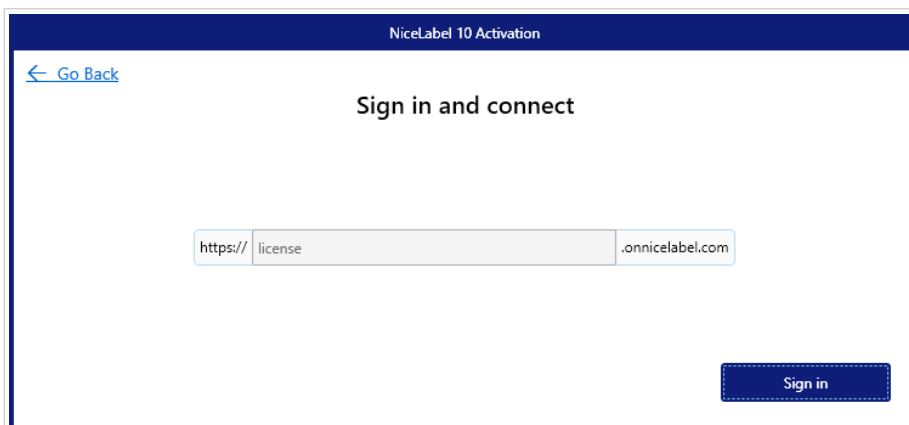 NiceLabel 10 Activation
← Go Back
Sign in and connect
https:// license .onnicelabel.com
Sign in